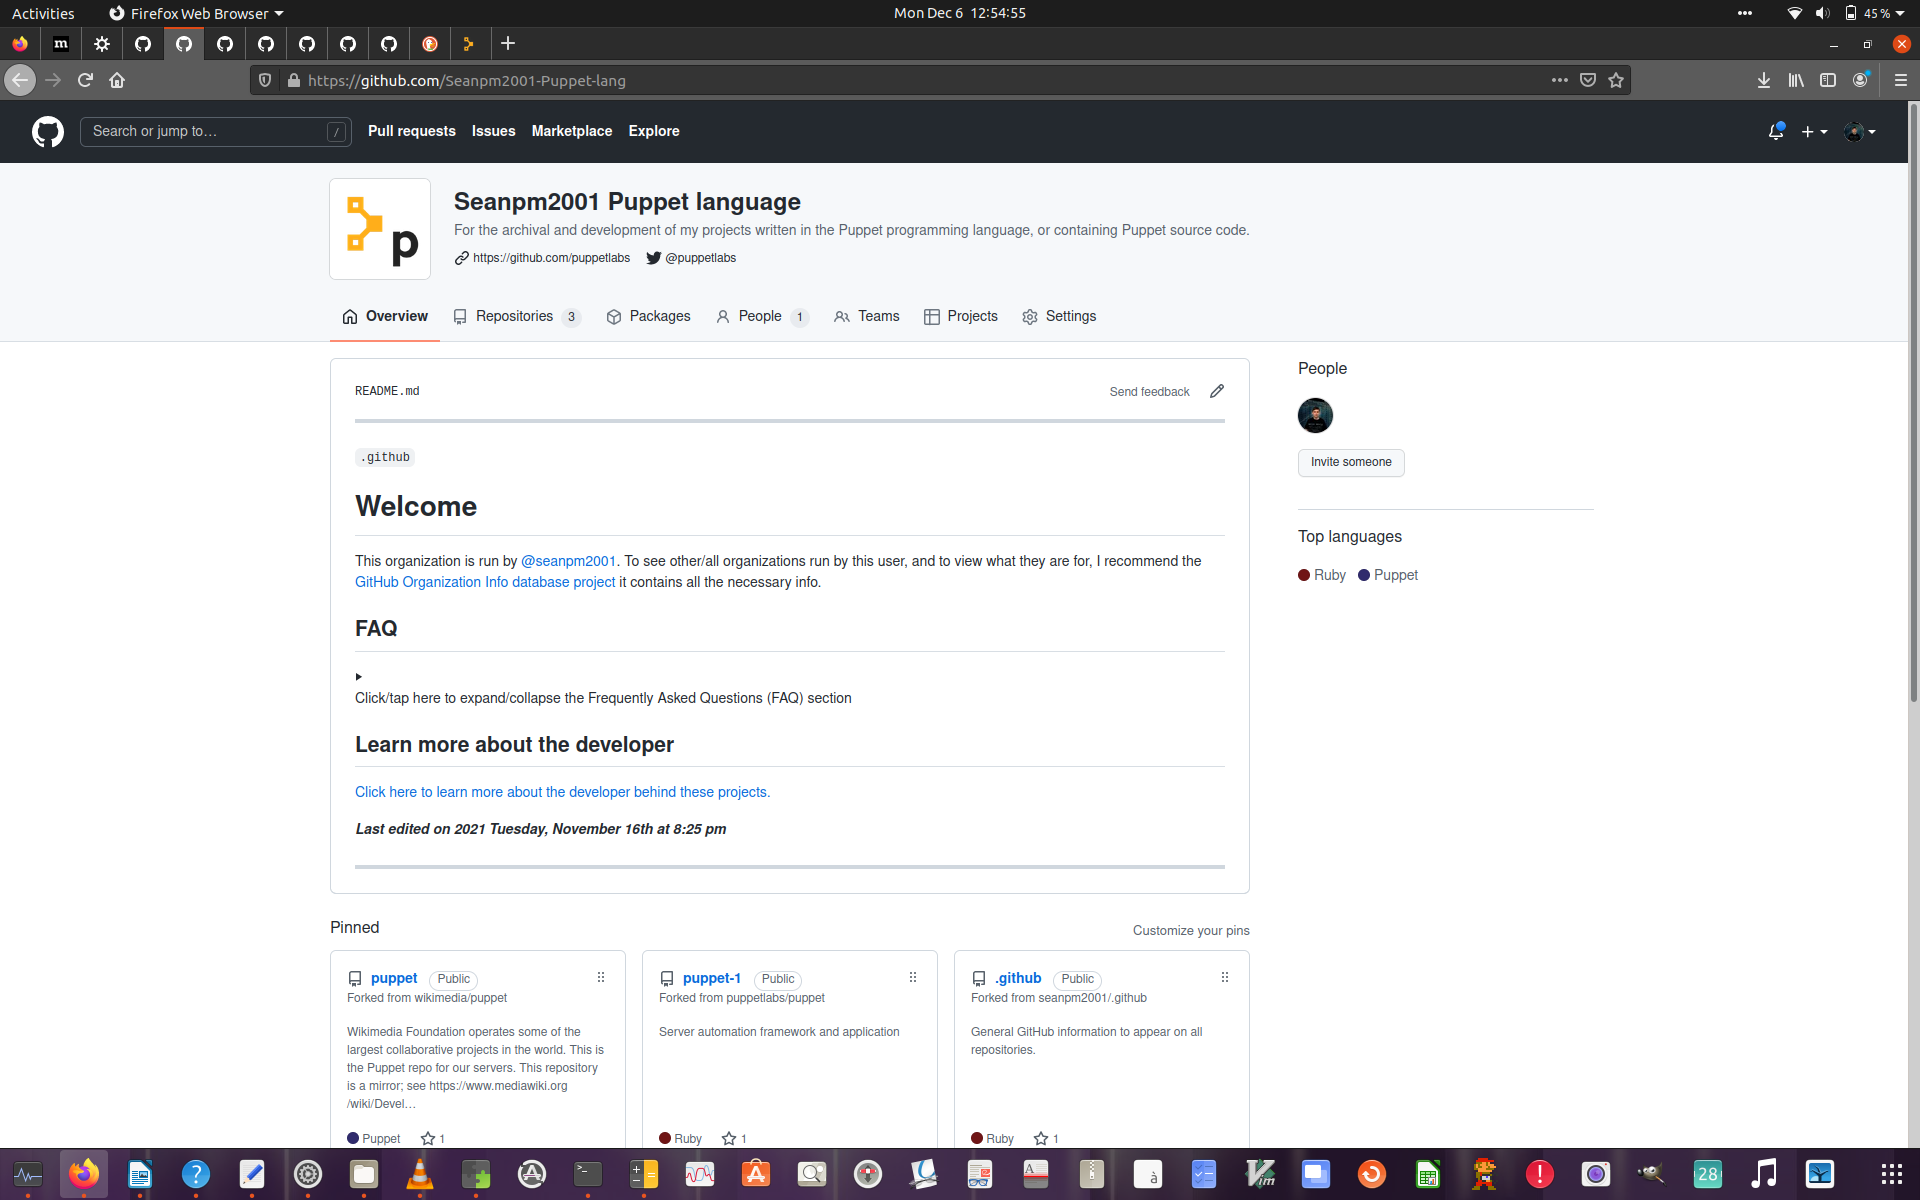 Activities
Firefox Web Browser
Mon Dec 6 12:54:55
45 %
m
https://github.com/Seanpm2001-Puppet-lang
Search or jump to…
/
Pull requests
Issues
Marketplace
Explore
p
Seanpm2001 Puppet language
For the archival and development of my projects written in the Puppet programming language, or containing Puppet source code.
https://github.com/puppetlabs
@puppetlabs
Overview
Repositories 3
Packages
People 1
Teams
Projects
Settings
README.md
Send feedback
.github
Welcome
This organization is run by @seanpm2001. To see other/all organizations run by this user, and to view what they are for, I recommend the
GitHub Organization Info database project it contains all the necessary info.
FAQ
Click/tap here to expand/collapse the Frequently Asked Questions (FAQ) section
Learn more about the developer
Click here to learn more about the developer behind these projects.
Last edited on 2021 Tuesday, November 16th at 8:25 pm
People
Invite someone
Top languages
Ruby
Puppet
Pinned
Customize your pins
puppet Public
Forked from wikimedia/puppet
Wikimedia Foundation operates some of the
largest collaborative projects in the world. This is
the Puppet repo for our servers. This repository
is a mirror; see https://www.mediawiki.org
/wiki/Devel…
Puppet 1
puppet-1 Public
Forked from puppetlabs/puppet
Server automation framework and application
Ruby 1
.github Public
Forked from seanpm2001/.github
General GitHub information to appear on all
repositories.
Ruby 1
?
A
à
Vim
!
28